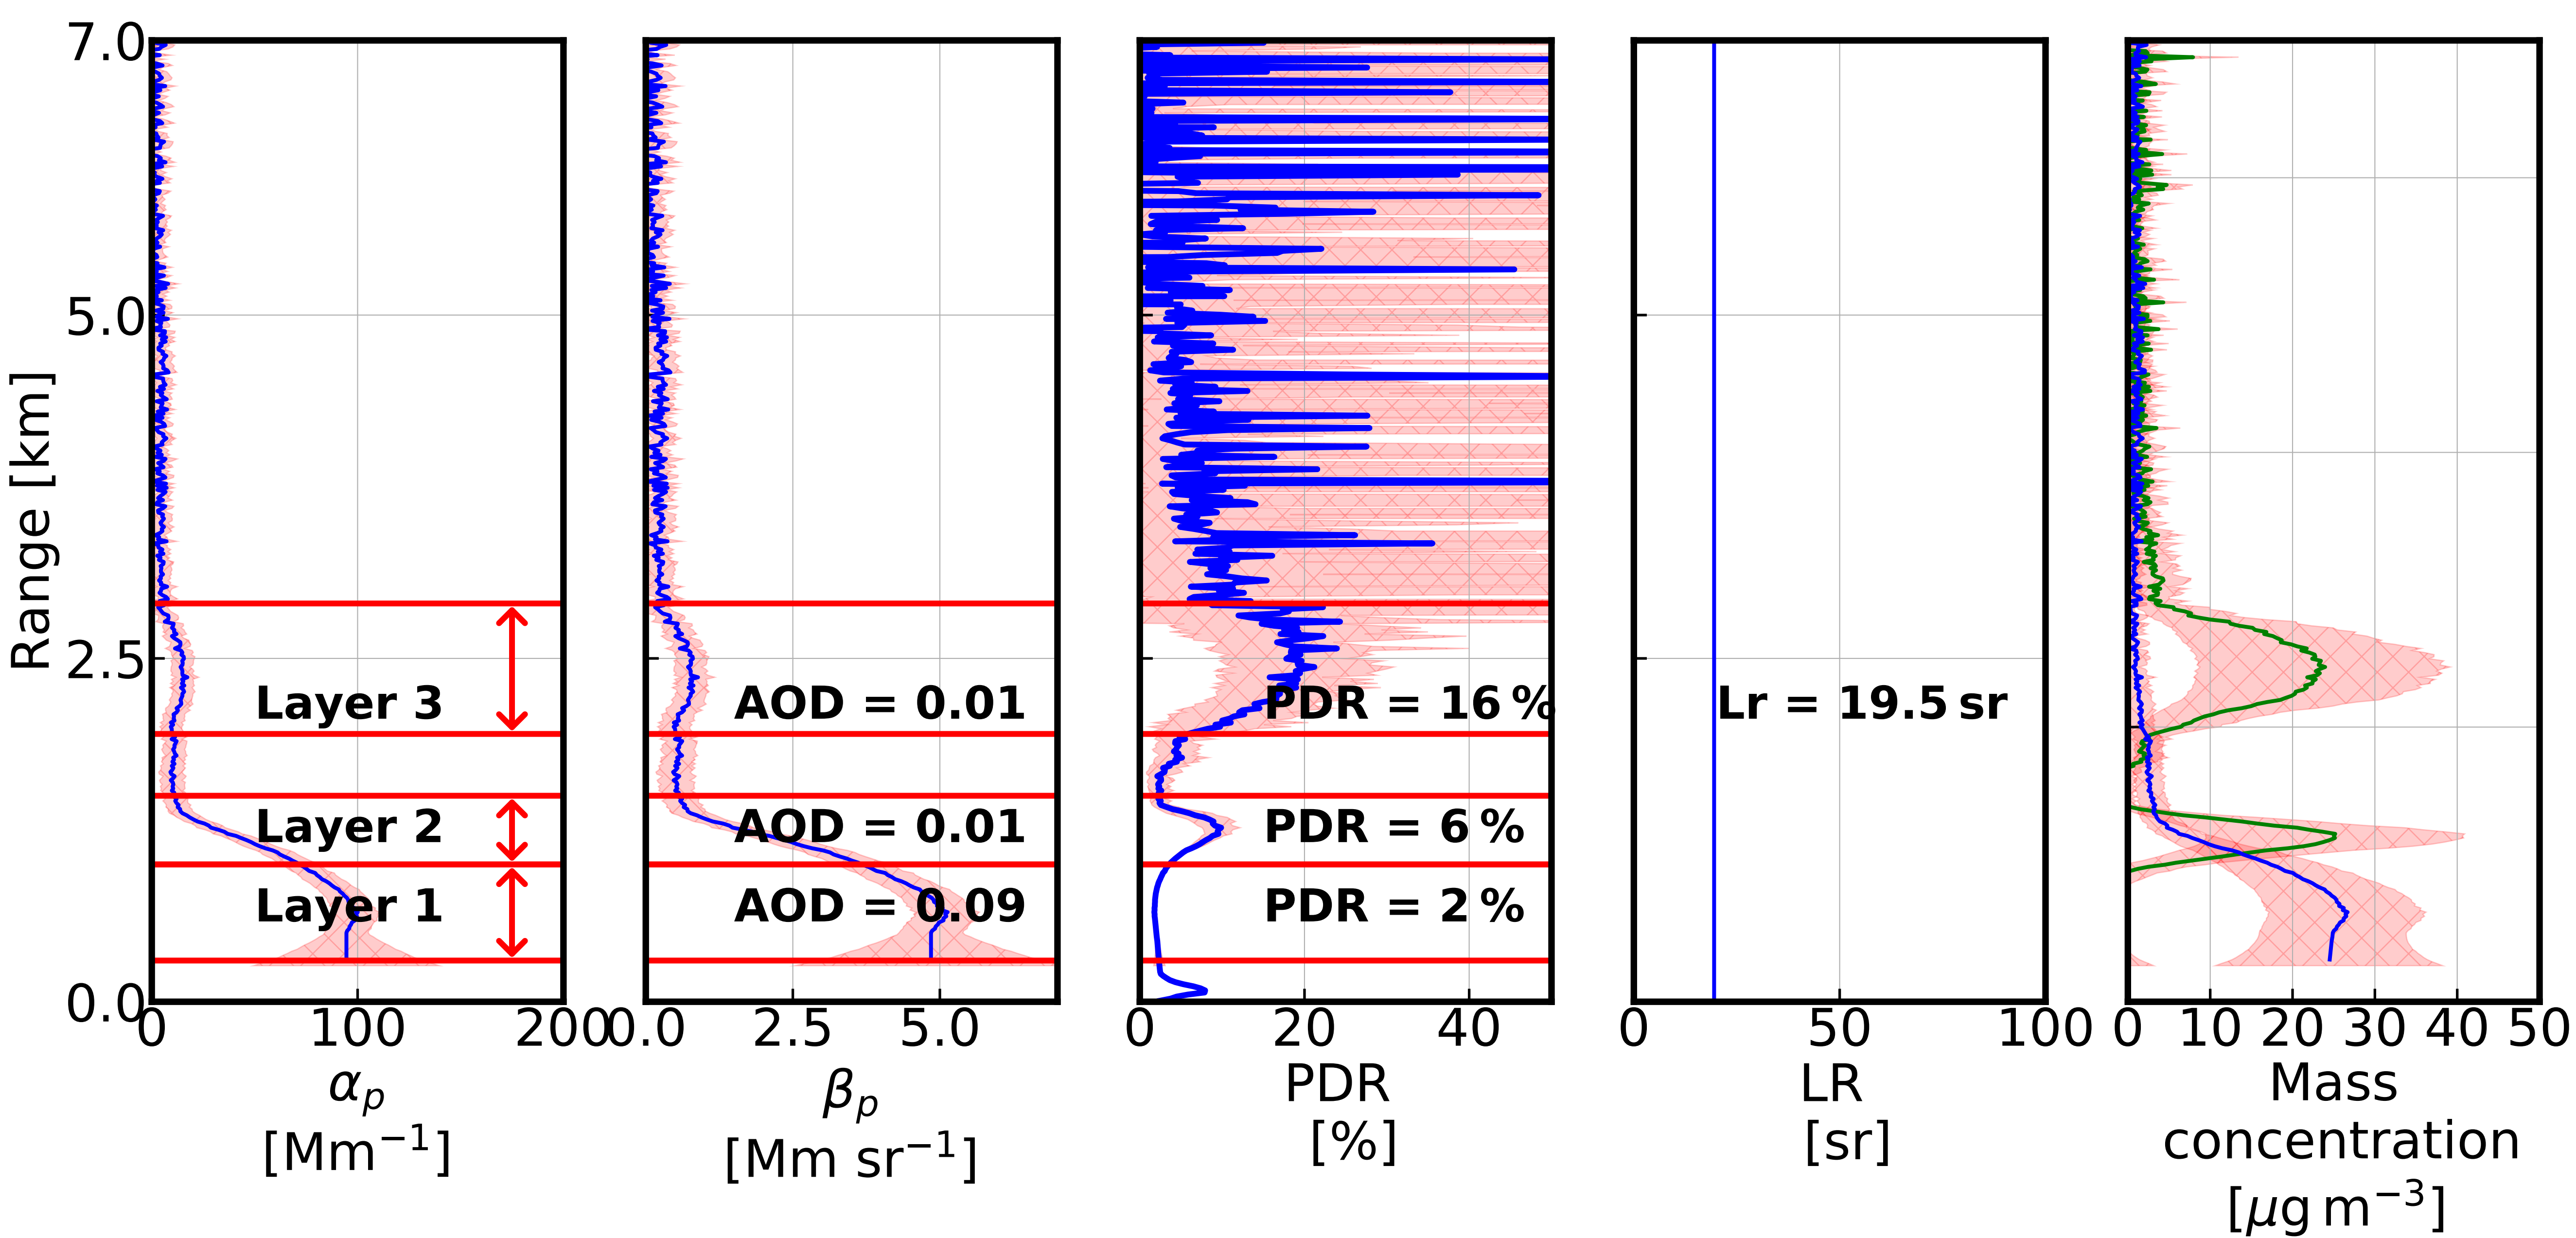 Range [km]
7.0
5.0
2.5
0.0
Layer 3
Layer 2
Layer 1
0 100 200
αp
[Mm−1]
AOD = 0.01
AOD = 0.01
AOD = 0.09
0.0 2.5 5.0
βp
[Mm sr−1]
PDR = 16 %
PDR = 6 %
PDR = 2 %
0 20 40
PDR
[%]
Lr = 19.5 sr
0 50 100
LR
[sr]
0 10 20 30 40 50
Mass
concentration
[μg m−3]